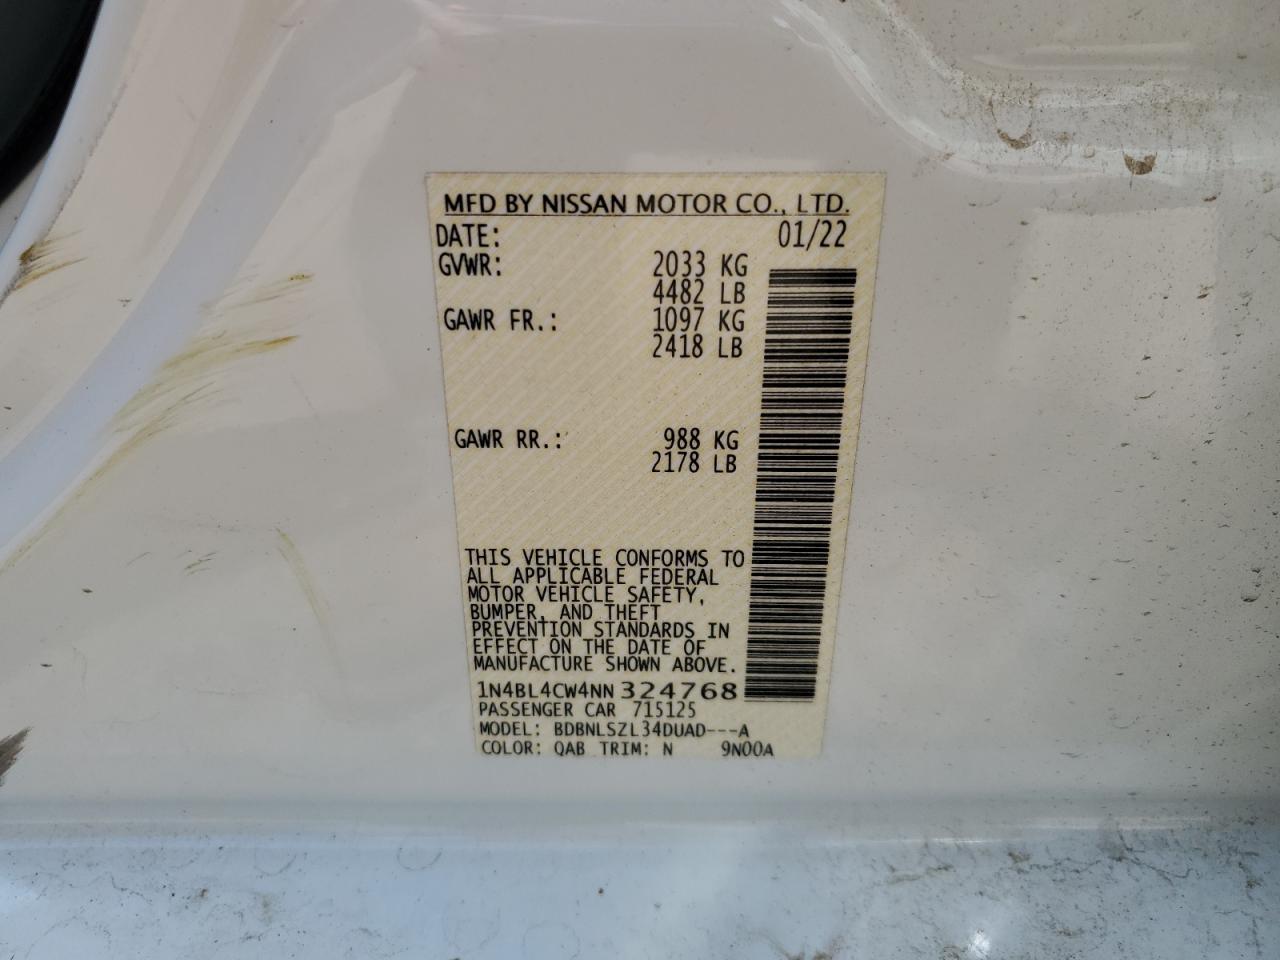 MFD BY NISSAN MOTOR CO., LTD.
DATE: 01/22
GVWR: 2033 KG
4482 LB
GAWR FR.: 1097 KG
2418 LB
GAWR RR.: 988 KG
2178 LB
THIS VEHICLE CONFORMS TO
ALL APPLICABLE FEDERAL
MOTOR VEHICLE SAFETY,
BUMPER, AND THEFT
PREVENTION STANDARDS IN
EFFECT ON THE DATE OF
MANUFACTURE SHOWN ABOVE.
1N4BL4CW4NN324768
PASSENGER CAR 715125
MODEL: BDBNLSZL34DUAD---A
COLOR: QAB TRIM: N 9N00A